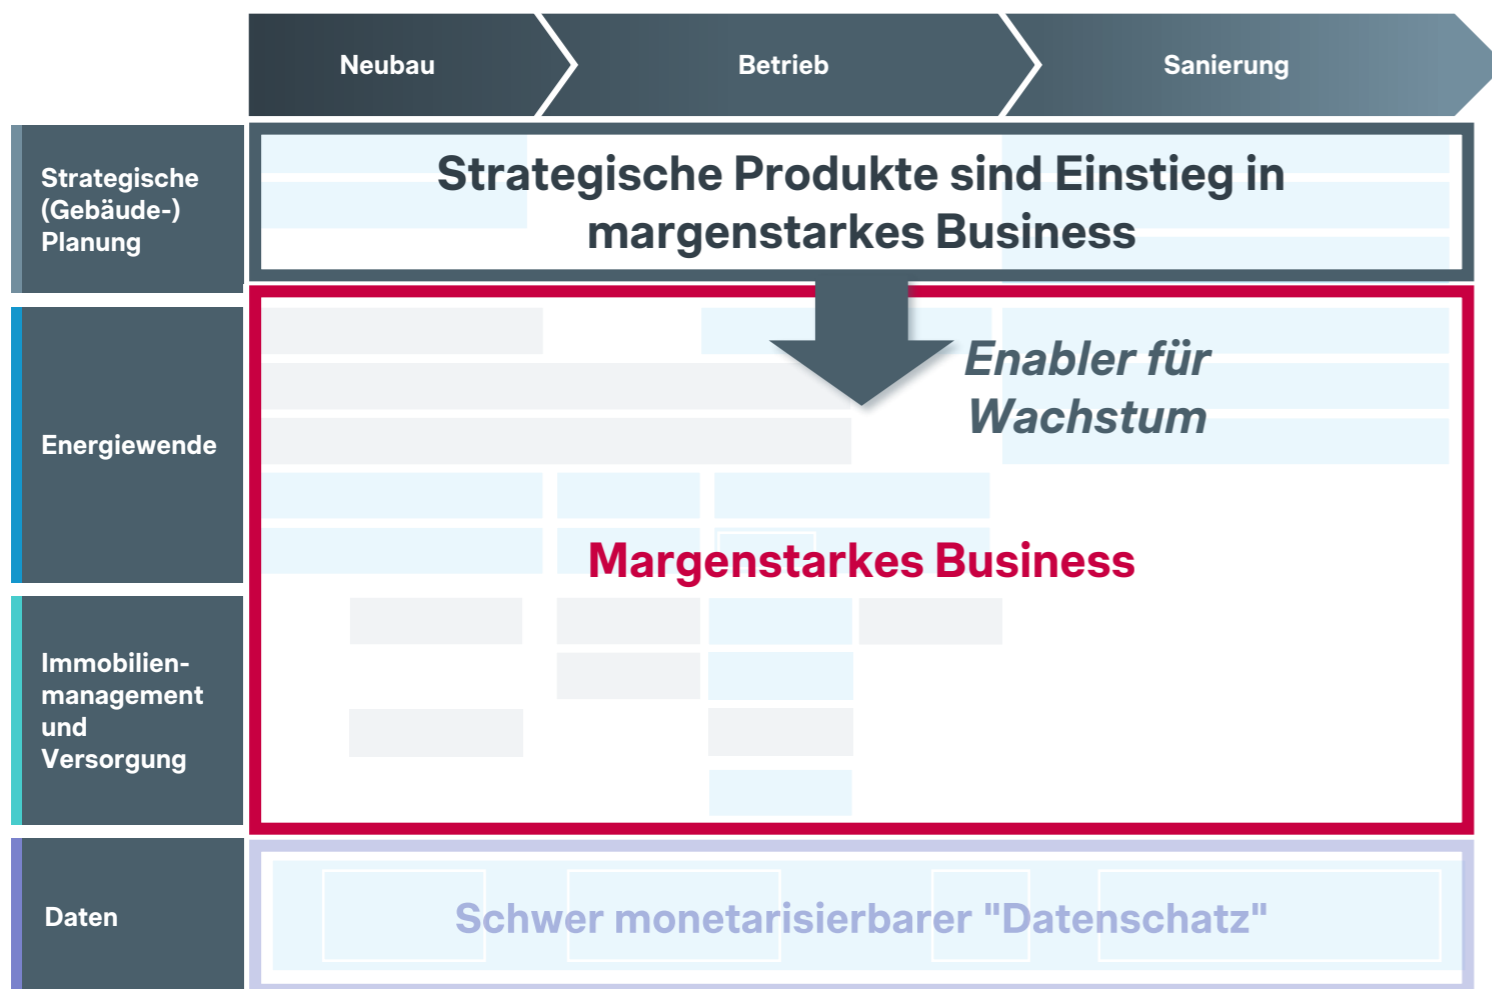 Neubau
Betrieb
Sanierung
Strategische
(Gebäude-)
Planung
Strategische Produkte sind Einstieg in
margenstarkes Business
Energiewende
Enabler für
Wachstum
Margenstarkes Business
Immobilien-
management
und
Versorgung
Daten
Schwer monetarisierbarer "Datenschatz"